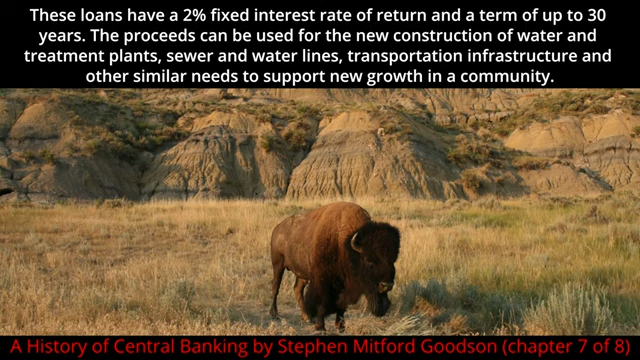 These loans have a 2% fixed interest rate of return and a term of up to 30
years. The proceeds can be used for the new construction of water and
treatment plants, sewer and water lines, transportation infrastructure and
other similar needs to support new growth in a community.
A History of Central Banking by Stephen Mitford Goodson (chapter 7 of 8)